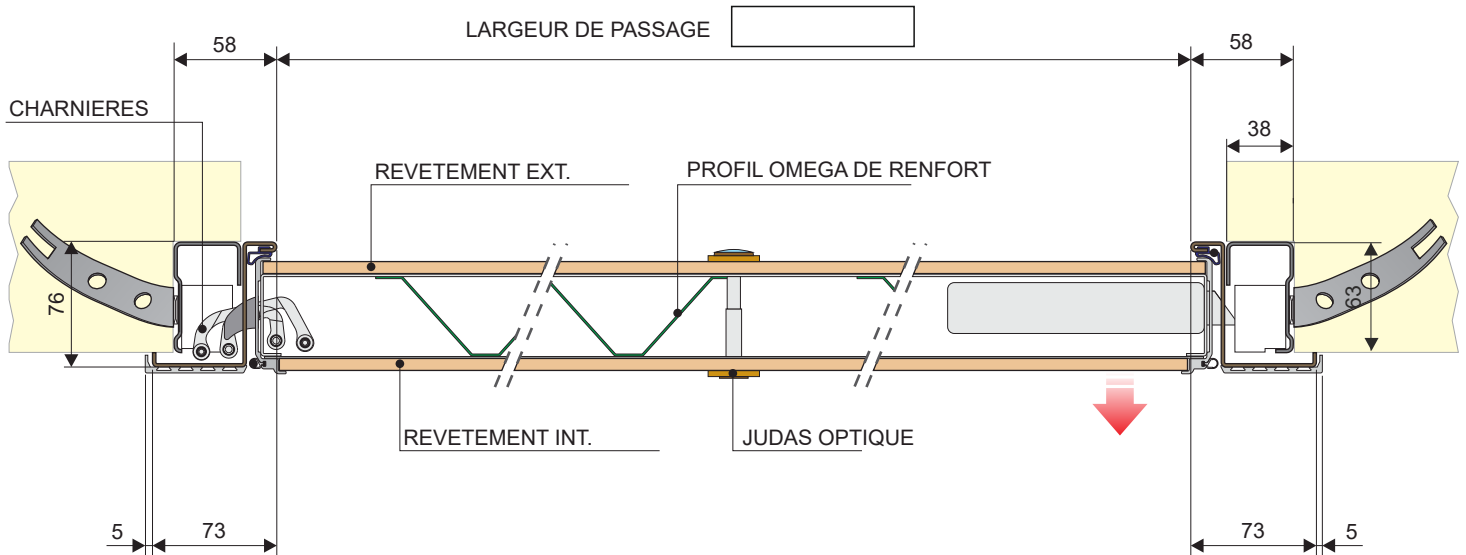 LARGEUR DE PASSAGE
58
58
CHARNIERES
38
REVETEMENT EXT.
PROFIL OMEGA DE RENFORT
76
63
REVETEMENT INT.
JUDAS OPTIQUE
5
73
73
5